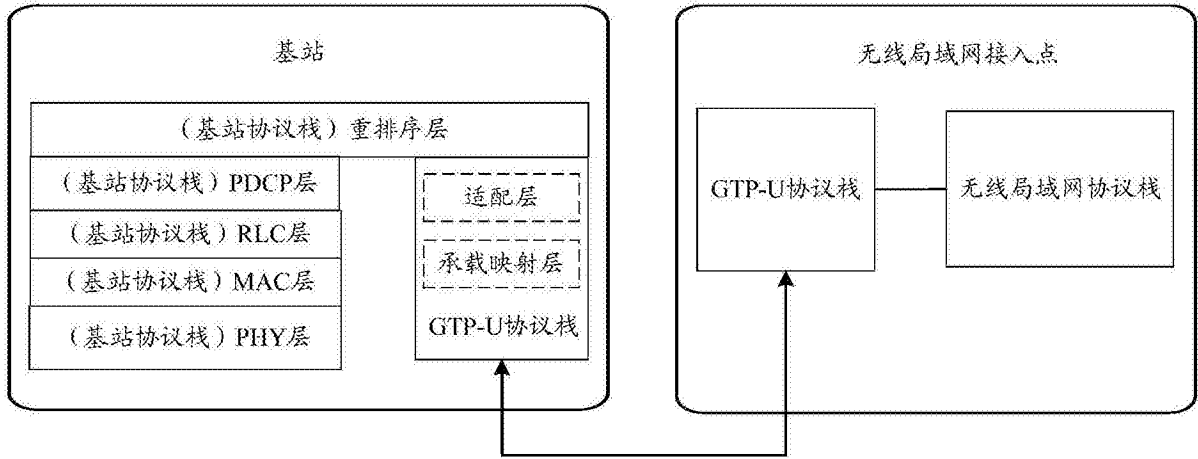 基站
(基站协议栈)重排序层
(基站协议栈)PDCP层
(基站协议栈)RLC层
(基站协议栈)MAC层
(基站协议栈)PHY层
适配层
承载映射层
GTP-U协议栈
无线局域网接入点
GTP-U协议栈
无线局域网协议栈